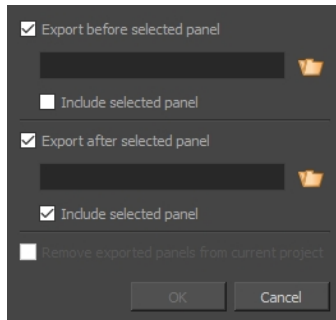 Export before selected panel
Include selected panel
Export after selected panel
Include selected panel
Remove exported panels from current project
OK
Cancel